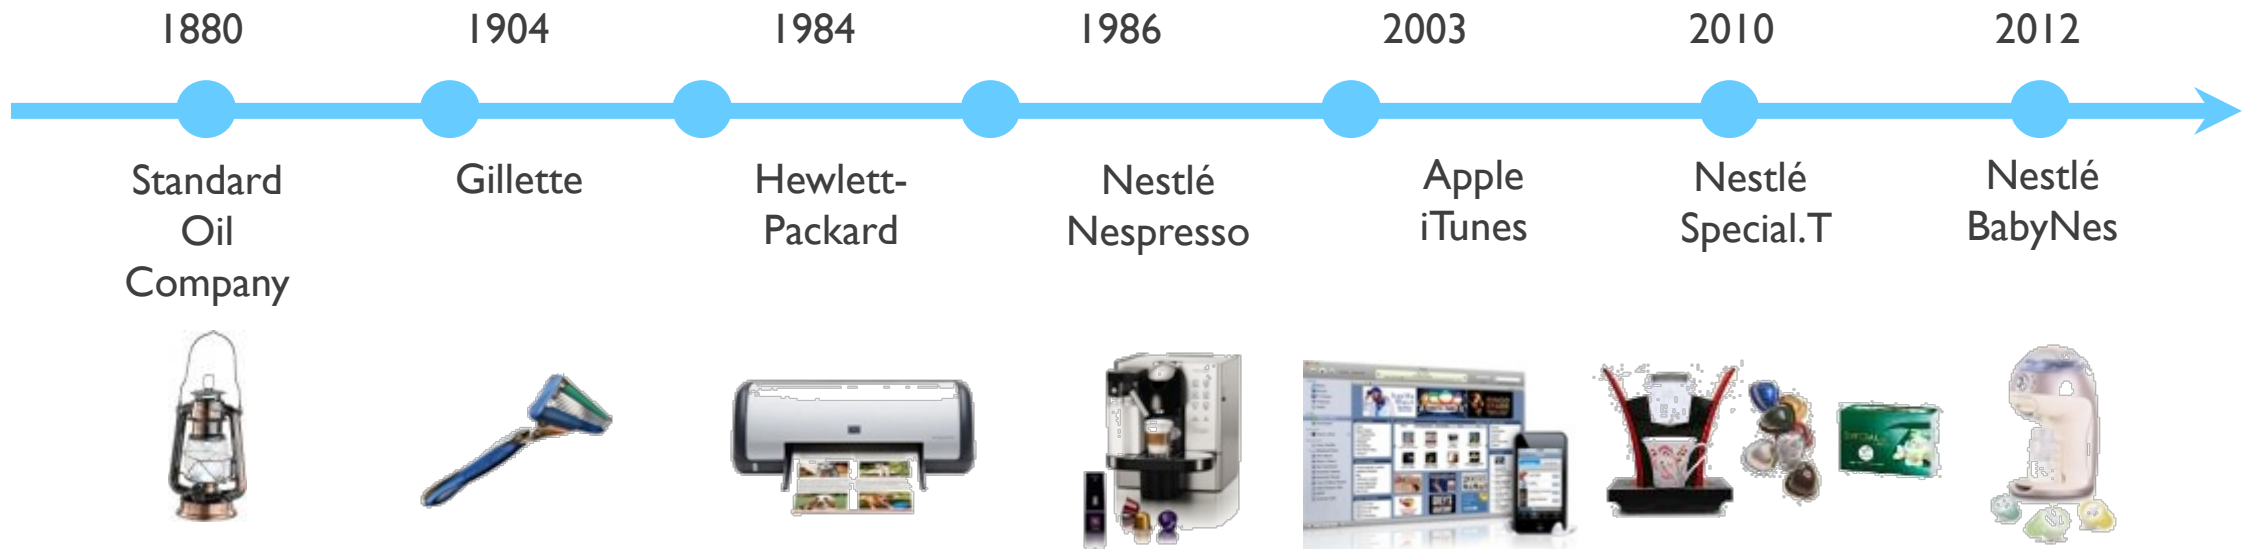 1880
1904
1984
1986
2003
2010
2012
Standard
Oil
Company
Gillette
Hewlett-
Packard
Nestlé
Nespresso
Apple
iTunes
Nestlé
Special.T
Nestlé
BabyNes